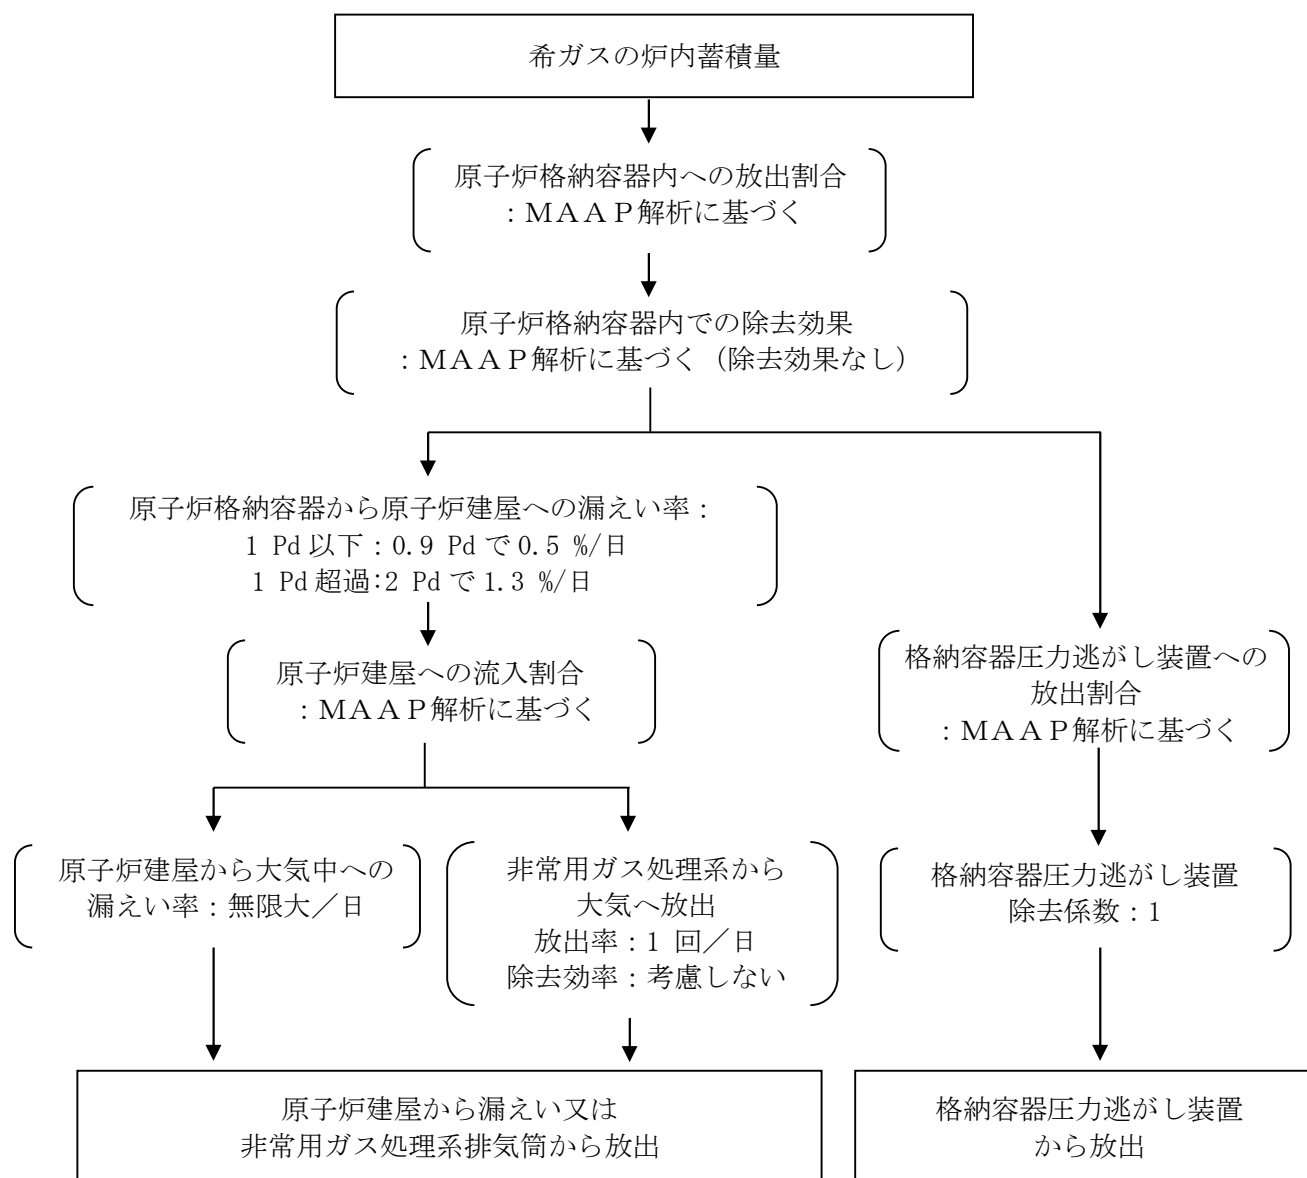 希ガスの炉内蓄積量
原子炉格納容器内への放出割合
：ＭＡＡＰ解析に基づく
原子炉格納容器内での除去効果
：ＭＡＡＰ解析に基づく（除去効果なし）
原子炉格納容器から原子炉建屋への漏えい率：
1 Pd 以下：0.9 Pd で 0.5 %/日
1 Pd 超過:2 Pd で 1.3 %/日
原子炉建屋への流入割合
：ＭＡＡＰ解析に基づく
格納容器圧力逃がし装置への
放出割合
：ＭＡＡＰ解析に基づく
原子炉建屋から大気中への
漏えい率：無限大／日
非常用ガス処理系から
大気へ放出
放出率：1 回／日
除去効率：考慮しない
格納容器圧力逃がし装置
除去係数：1
原子炉建屋から漏えい又は
非常用ガス処理系排気筒から放出
格納容器圧力逃がし装置
から放出